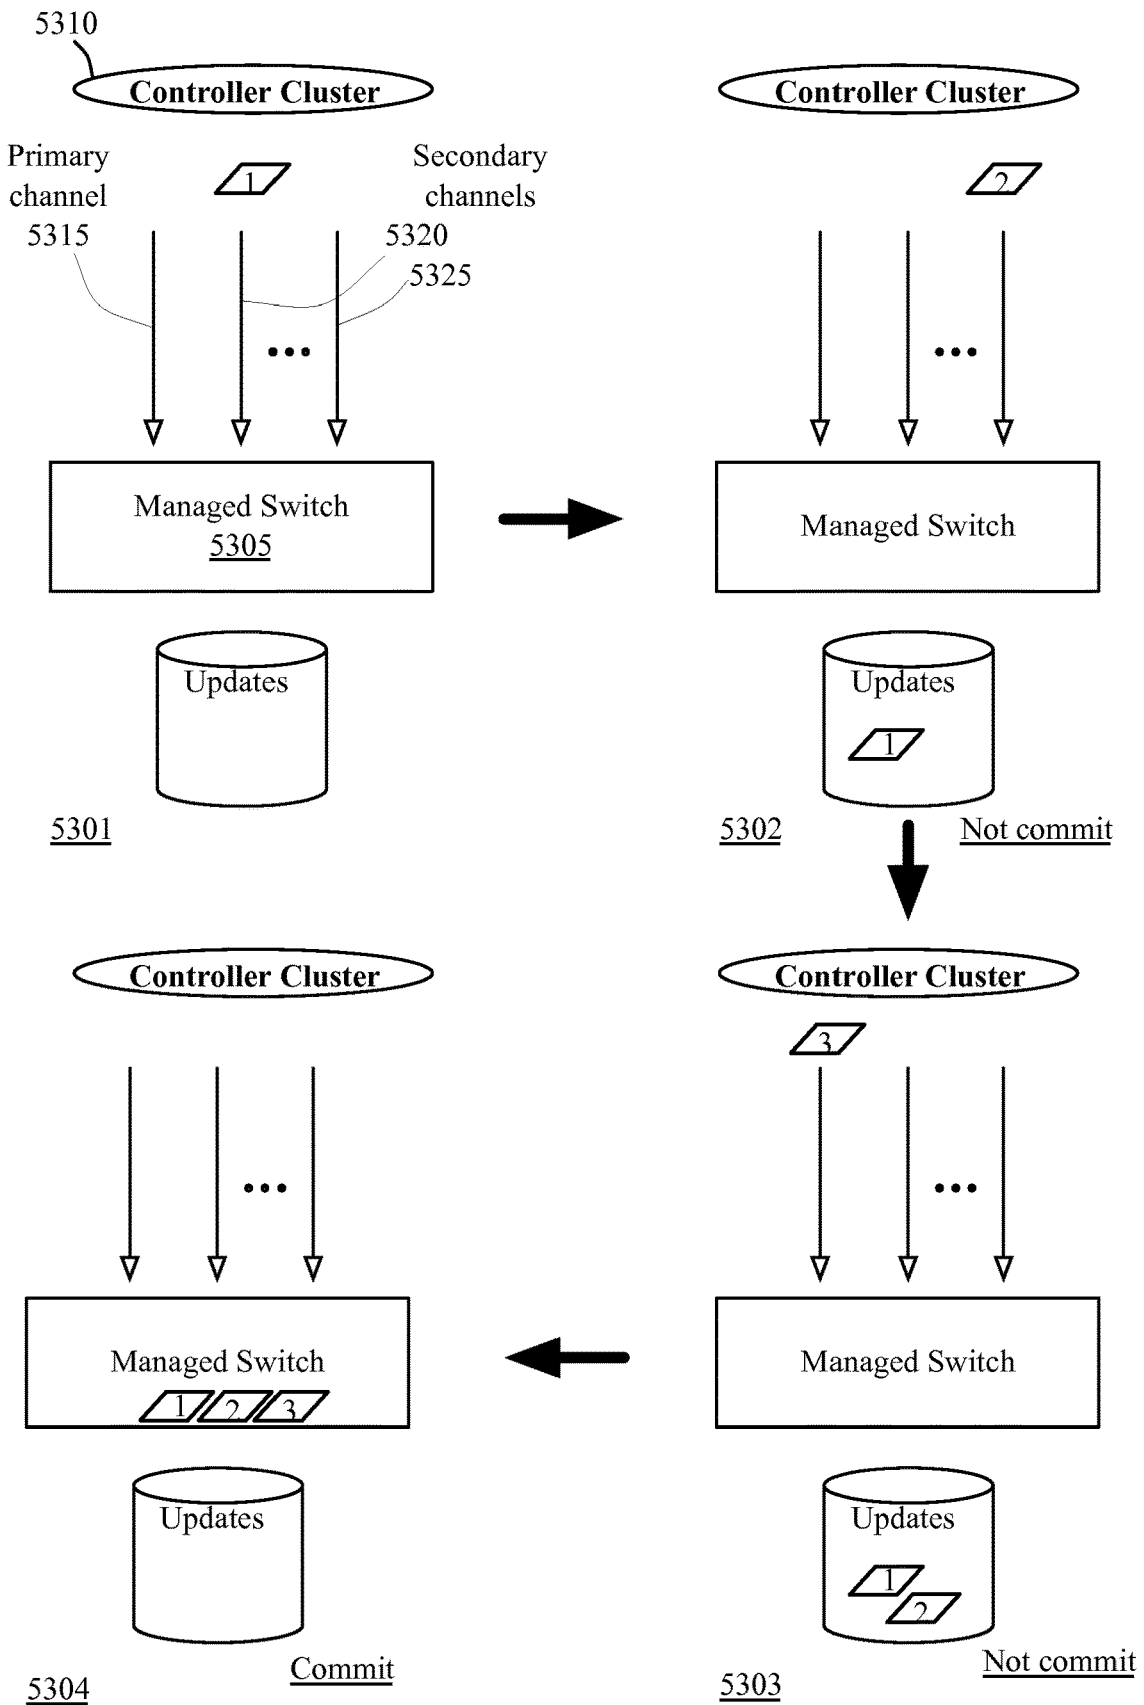 5310
Controller Cluster
Primary
channel
5315
1
Secondary
channels
5320
5325
Managed Switch
5305
Updates
5301
Controller Cluster
2
Managed Switch
Updates
1
5302
Not commit
Controller Cluster
3
Managed Switch
Updates
1
2
5303
Not commit
Controller Cluster
Managed Switch
1 2 3
Updates
5304
Commit